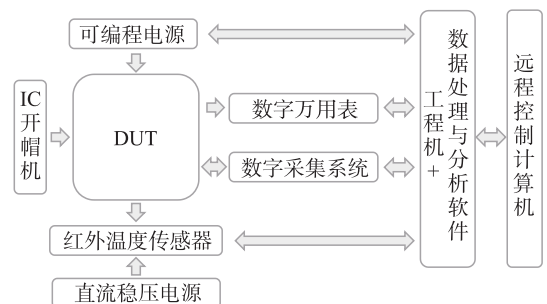 可编程电源
IC开帽机
DUT
数字万用表
数字采集系统
红外温度传感器
直流稳压电源
工程机+
数据处理与分析软件
远程控制计算机